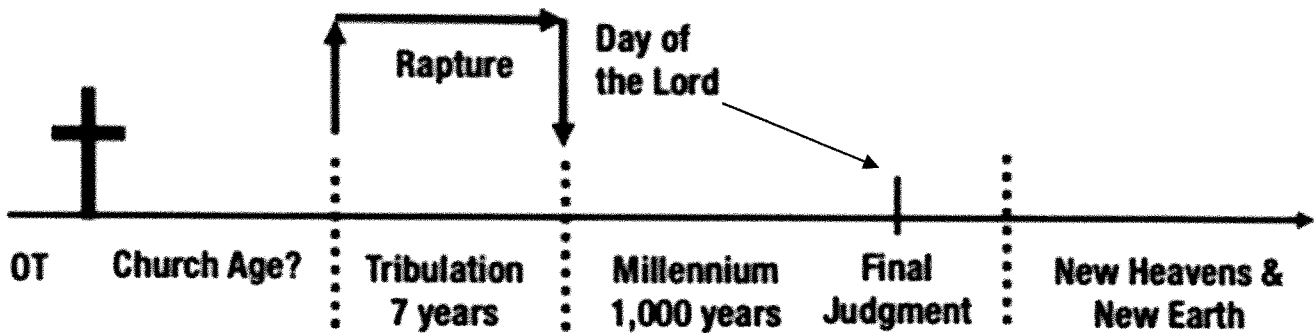 Rapture
Day of
the Lord
OT
Church Age?
Tribulation
7 years
Millennium
1,000 years
Final
Judgment
New Heavens &
New Earth